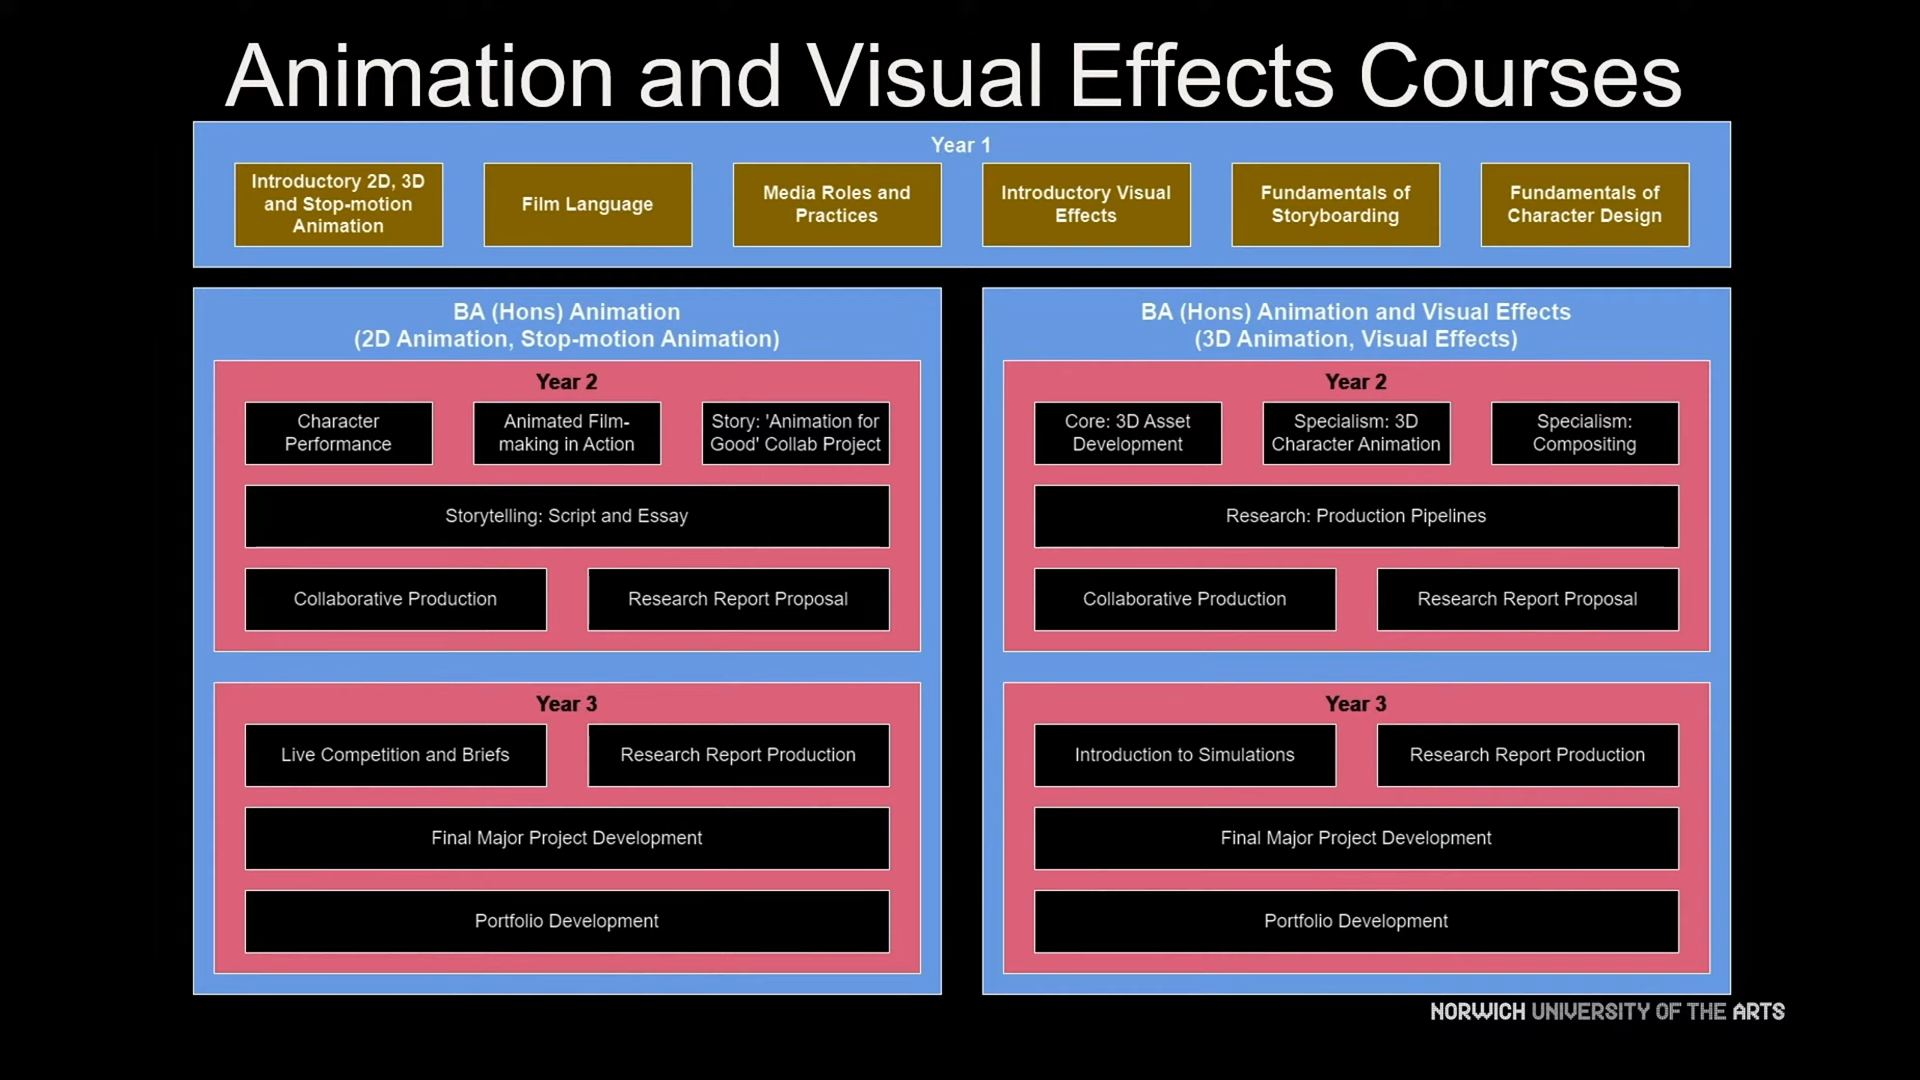 Animation and Visual Effects Courses
Year 1
Introductory 2D, 3D
and Stop-motion
Animation
Film Language
Media Roles and
Practices
Introductory Visual
Effects
Fundamentals of
Storyboarding
Fundamentals of
Character Design
BA (Hons) Animation
(2D Animation, Stop-motion Animation)
Year 2
Character
Performance
Animated Film-
making in Action
Story: 'Animation for
Good' Collab Project
Storytelling: Script and Essay
Collaborative Production
Research Report Proposal
Year 3
Live Competition and Briefs
Research Report Production
Final Major Project Development
Portfolio Development
BA (Hons) Animation and Visual Effects
(3D Animation, Visual Effects)
Year 2
Core: 3D Asset
Development
Specialism: 3D
Character Animation
Specialism:
Compositing
Research: Production Pipelines
Collaborative Production
Research Report Proposal
Year 3
Introduction to Simulations
Research Report Production
Final Major Project Development
Portfolio Development
NORWICH UNIVERSITY OF THE ARTS